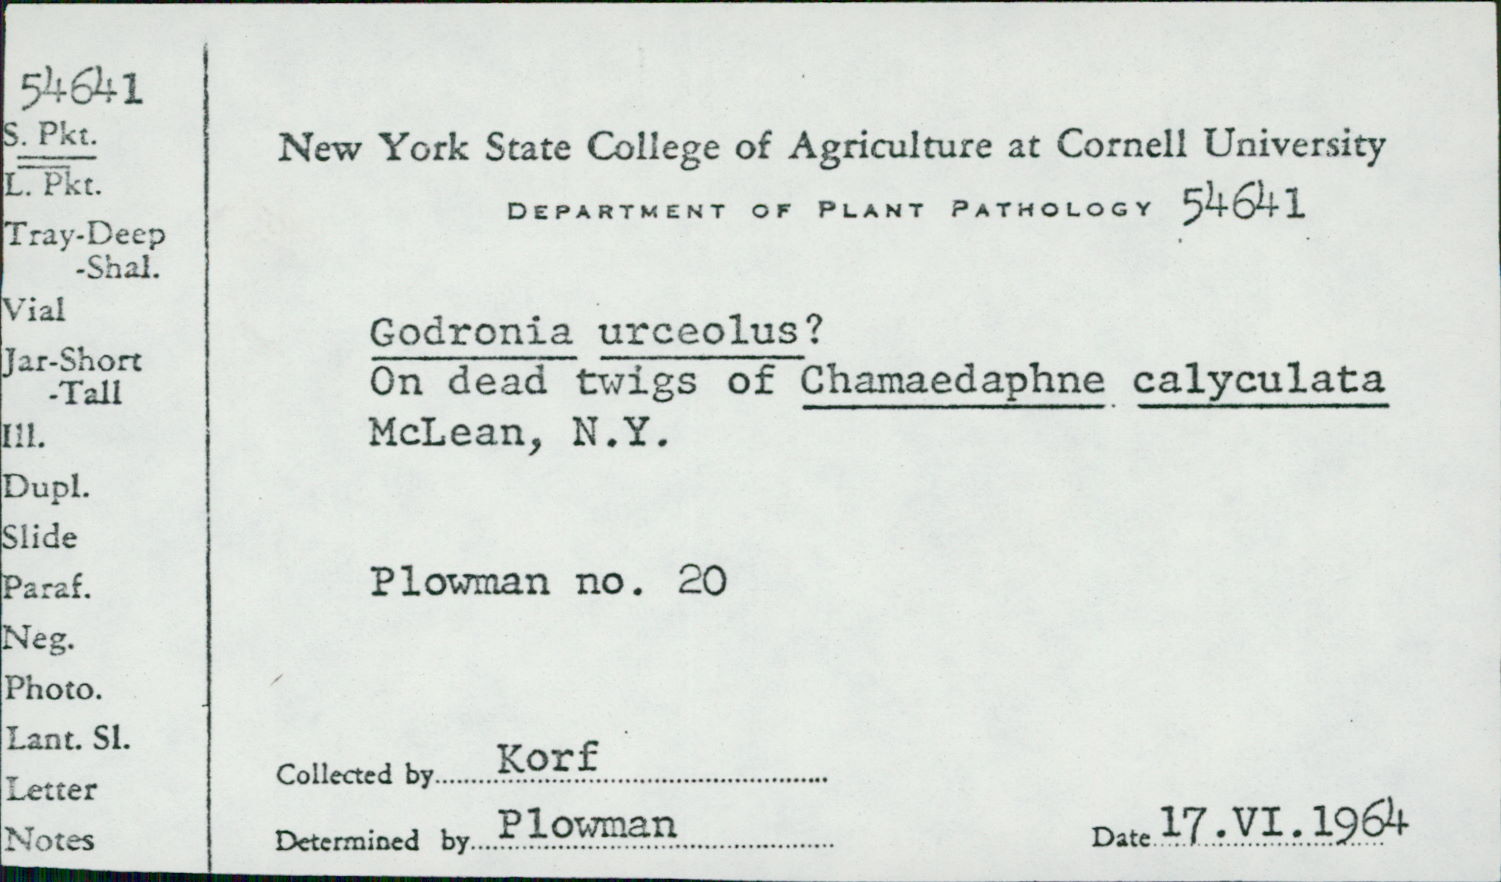 54641
S. Pkt.
L. Pkt.
Tray-Deep
-Shal.
Vial
Jar-Short
-Tall
Ill.
Dupl.
Slide
Paraf.
Neg.
Photo.
Lant. Sl.
Letter
Notes
New York State College of Agriculture at Cornell University
DEPARTMENT OF PLANT PATHOLOGY 54641
Godronia urceolus?
On dead twigs of Chamaedaphne calyculata
McLean, N.Y.
Plowman no. 20
Collected by Korf
Determined by Plowman
Date 17.VI.1964